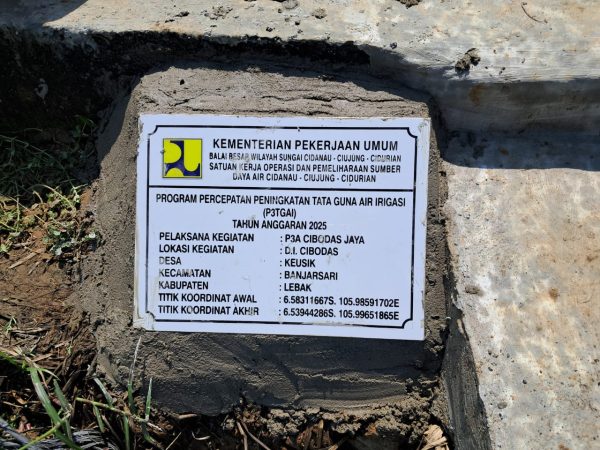 KEMENTERIAN PEKERJAAN UMUM
BALAI BESAR WILAYAH SUNGAI CIDANAU - CIUJUNG - CIDURIAN
SATUAN KERJA OPERASI DAN PEMELIHARAAN SUMBER
DAYA AIR CIDANAU - CIUJUNG - CIDURIAN
PROGRAM PERCEPATAN PENINGKATAN TATA GUNA AIR IRIGASI
(P3TGAI)
TAHUN ANGGARAN 2025
PELAKSANA KEGIATAN : P3A CIBODAS JAYA
LOKASI KEGIATAN : D.I. CIBODAS
DESA : KEUSIK
KECAMATAN : BANJARSARI
KABUPATEN : LEBAK
TITIK KOORDINAT AWAL : 6.58311667S. 105.98591702E
TITIK KOORDINAT AKHIR : 6.53944286S. 105.99651865E